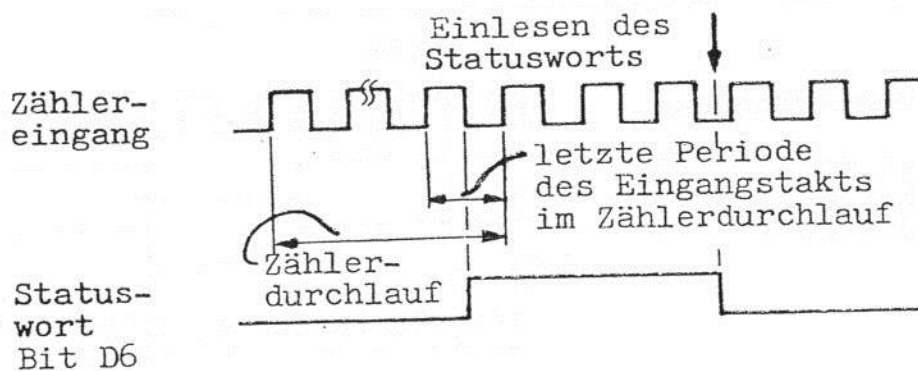 Einlesen des
Statusworts
Zähler-
eingang
letzte Periode
des Eingangstakts
im Zählerdurchlauf
Zähler-
durchlauf
Status-
wort
Bit D6